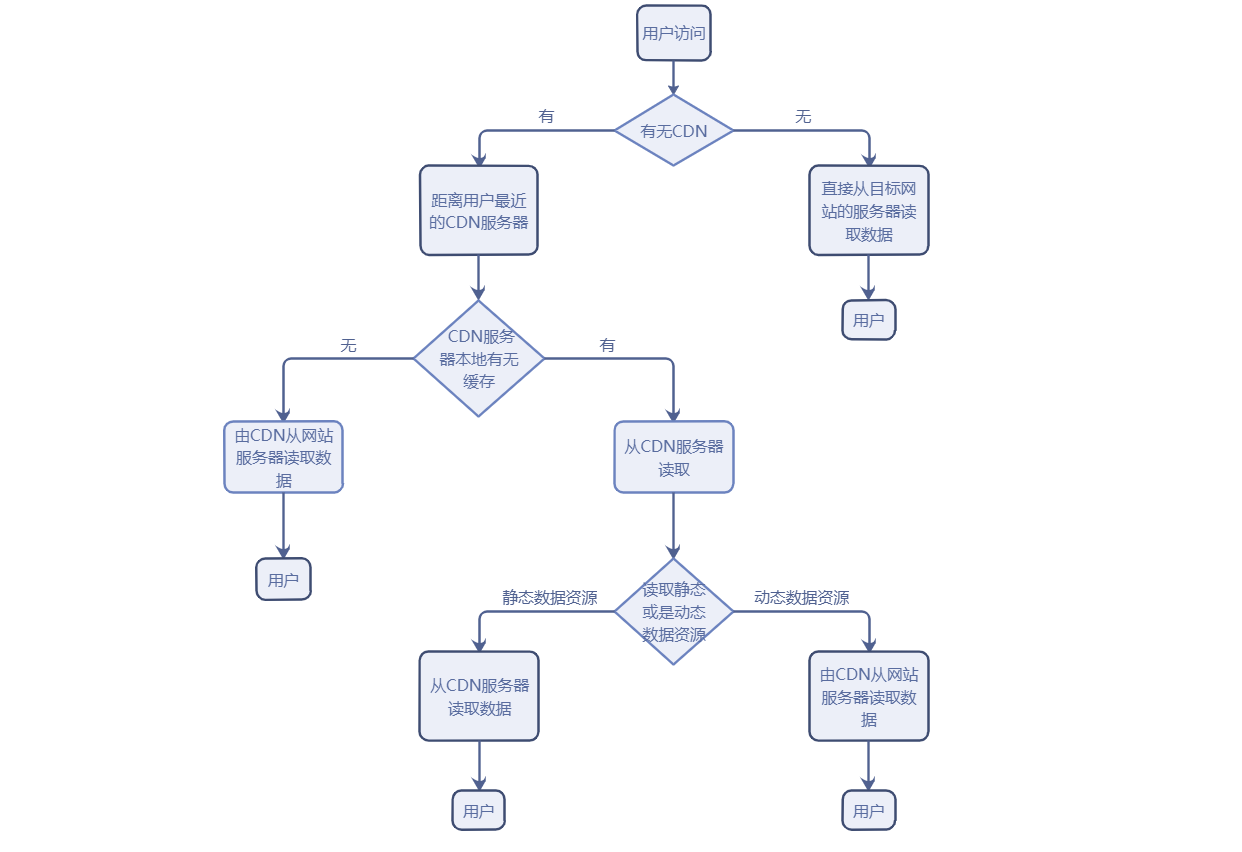 用户访问
有
无
有无CDN
距离用户最近
的CDN服务器
直接从目标网
站的服务器读
取数据
用户
无
CDN服务
器本地有无
缓存
有
由CDN从网站
服务器读取数
据
从CDN服务器
读取
用户
静态数据资源
读取静态
或是动态
数据资源
动态数据资源
从CDN服务器
读取数据
由CDN从网站
服务器读取数
据
用户
用户